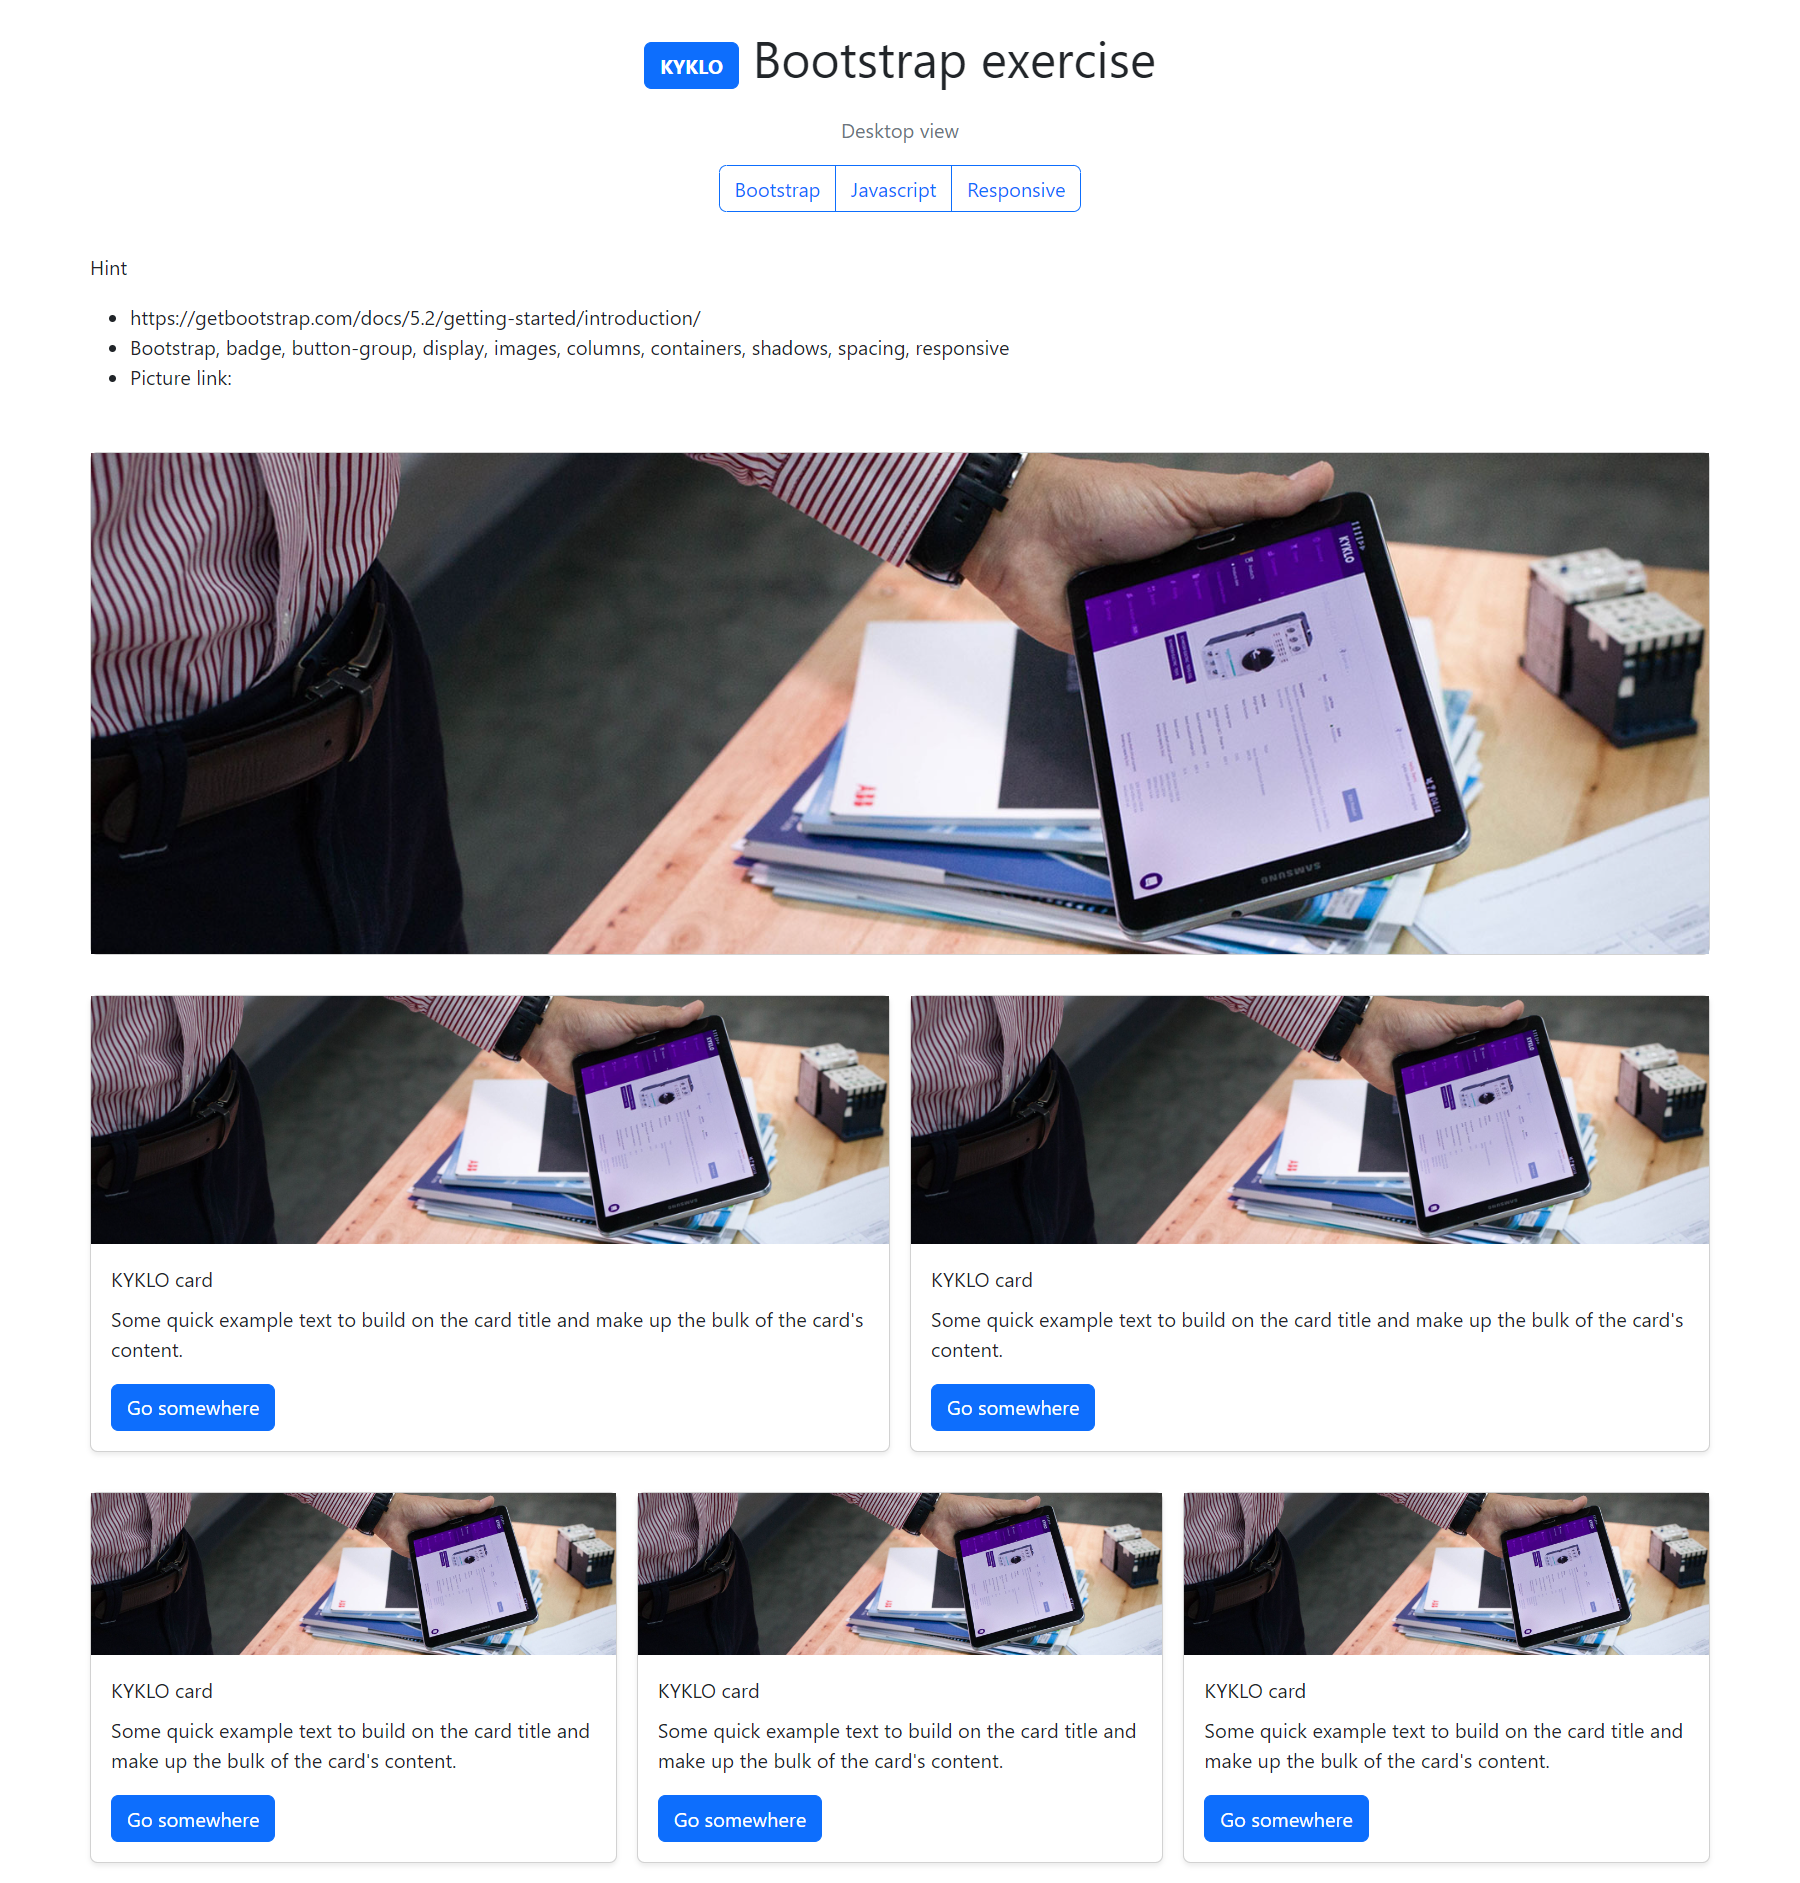 KYKLO Bootstrap exercise
Desktop view
Bootstrap Javascript Responsive
Hint
https://getbootstrap.com/docs/5.2/getting-started/introduction/
Bootstrap, badge, button-group, display, images, columns, containers, shadows, spacing, responsive
Picture link:
KYKLO
SAMSUNG
KYKLO card
Some quick example text to build on the card title and make up the bulk of the card's
content.
Go somewhere
KYKLO card
Some quick example text to build on the card title and make up the bulk of the card's
content.
Go somewhere
KYKLO card
Some quick example text to build on the card title and
make up the bulk of the card's content.
Go somewhere
KYKLO card
Some quick example text to build on the card title and
make up the bulk of the card's content.
Go somewhere
KYKLO card
Some quick example text to build on the card title and
make up the bulk of the card's content.
Go somewhere